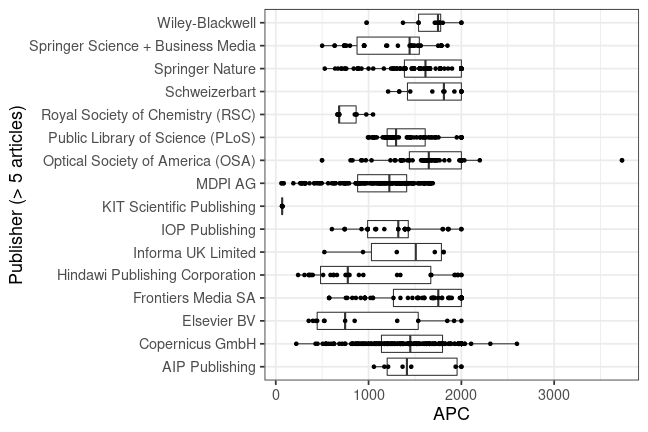 Wiley-Blackwell
Springer Science + Business Media
Springer Nature
Schweizerbart
Royal Society of Chemistry (RSC)
Public Library of Science (PLoS)
Optical Society of America (OSA)
MDPI AG
KIT Scientific Publishing
IOP Publishing
Informa UK Limited
Hindawi Publishing Corporation
Frontiers Media SA
Elsevier BV
Copernicus GmbH
AIP Publishing
Publisher (> 5 articles)
0 1000 2000 3000
APC